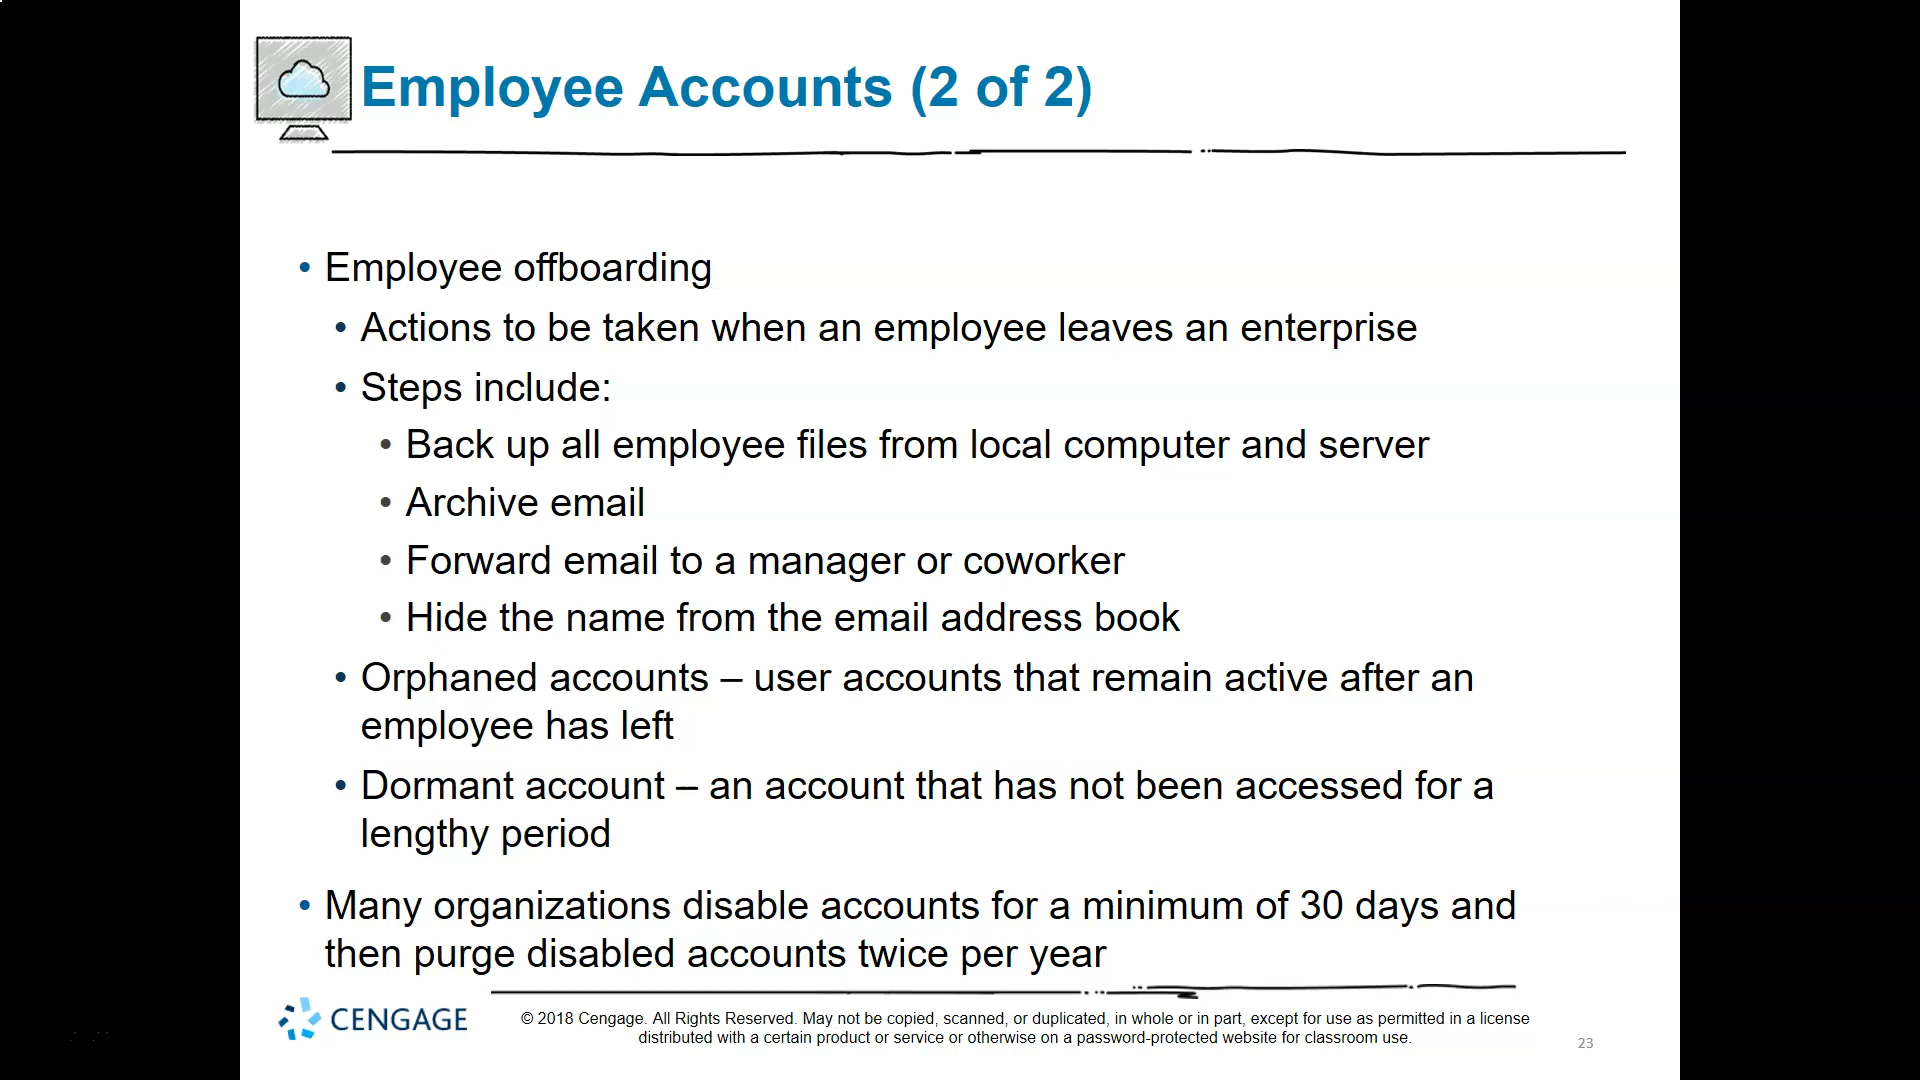 Employee Accounts (2 of 2)
• Employee offboarding
• Actions to be taken when an employee leaves an enterprise
• Steps include:
• Back up all employee files from local computer and server
• Archive email
• Forward email to a manager or coworker
• Hide the name from the email address book
• Orphaned accounts – user accounts that remain active after an
employee has left
• Dormant account – an account that has not been accessed for a
lengthy period
• Many organizations disable accounts for a minimum of 30 days and
then purge disabled accounts twice per year
CENGAGE
© 2018 Cengage. All Rights Reserved. May not be copied, scanned, or duplicated, in whole or in part, except for use as permitted in a license
distributed with a certain product or service or otherwise on a password-protected website for classroom use.
23